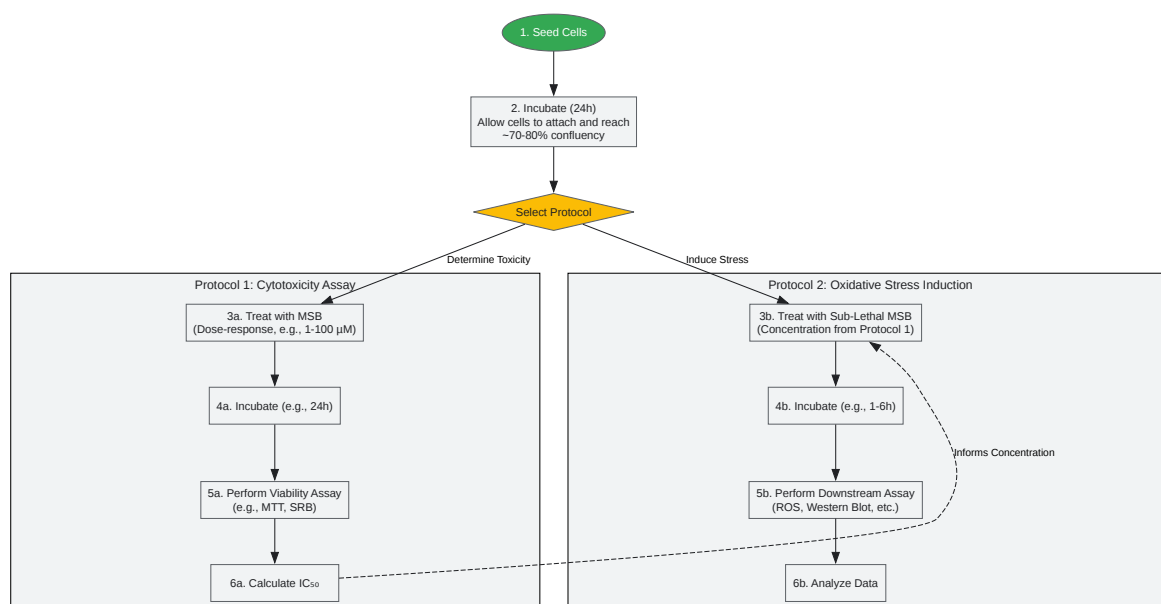 1. Seed Cells
2. Incubate (24h)
Allow cells to attach and reach
~70-80% confluency
Select Protocol
Determine Toxicity
Induce Stress
Protocol 1: Cytotoxicity Assay
3a. Treat with MSB
(Dose-response, e.g., 1-100 µM)
4a. Incubate (e.g., 24h)
5a. Perform Viability Assay
(e.g., MTT, SRB)
6a. Calculate IC₅₀
Protocol 2: Oxidative Stress Induction
3b. Treat with Sub-Lethal MSB
(Concentration from Protocol 1)
4b. Incubate (e.g., 1-6h)
Informs Concentration
5b. Perform Downstream Assay
(ROS, Western Blot, etc.)
6b. Analyze Data